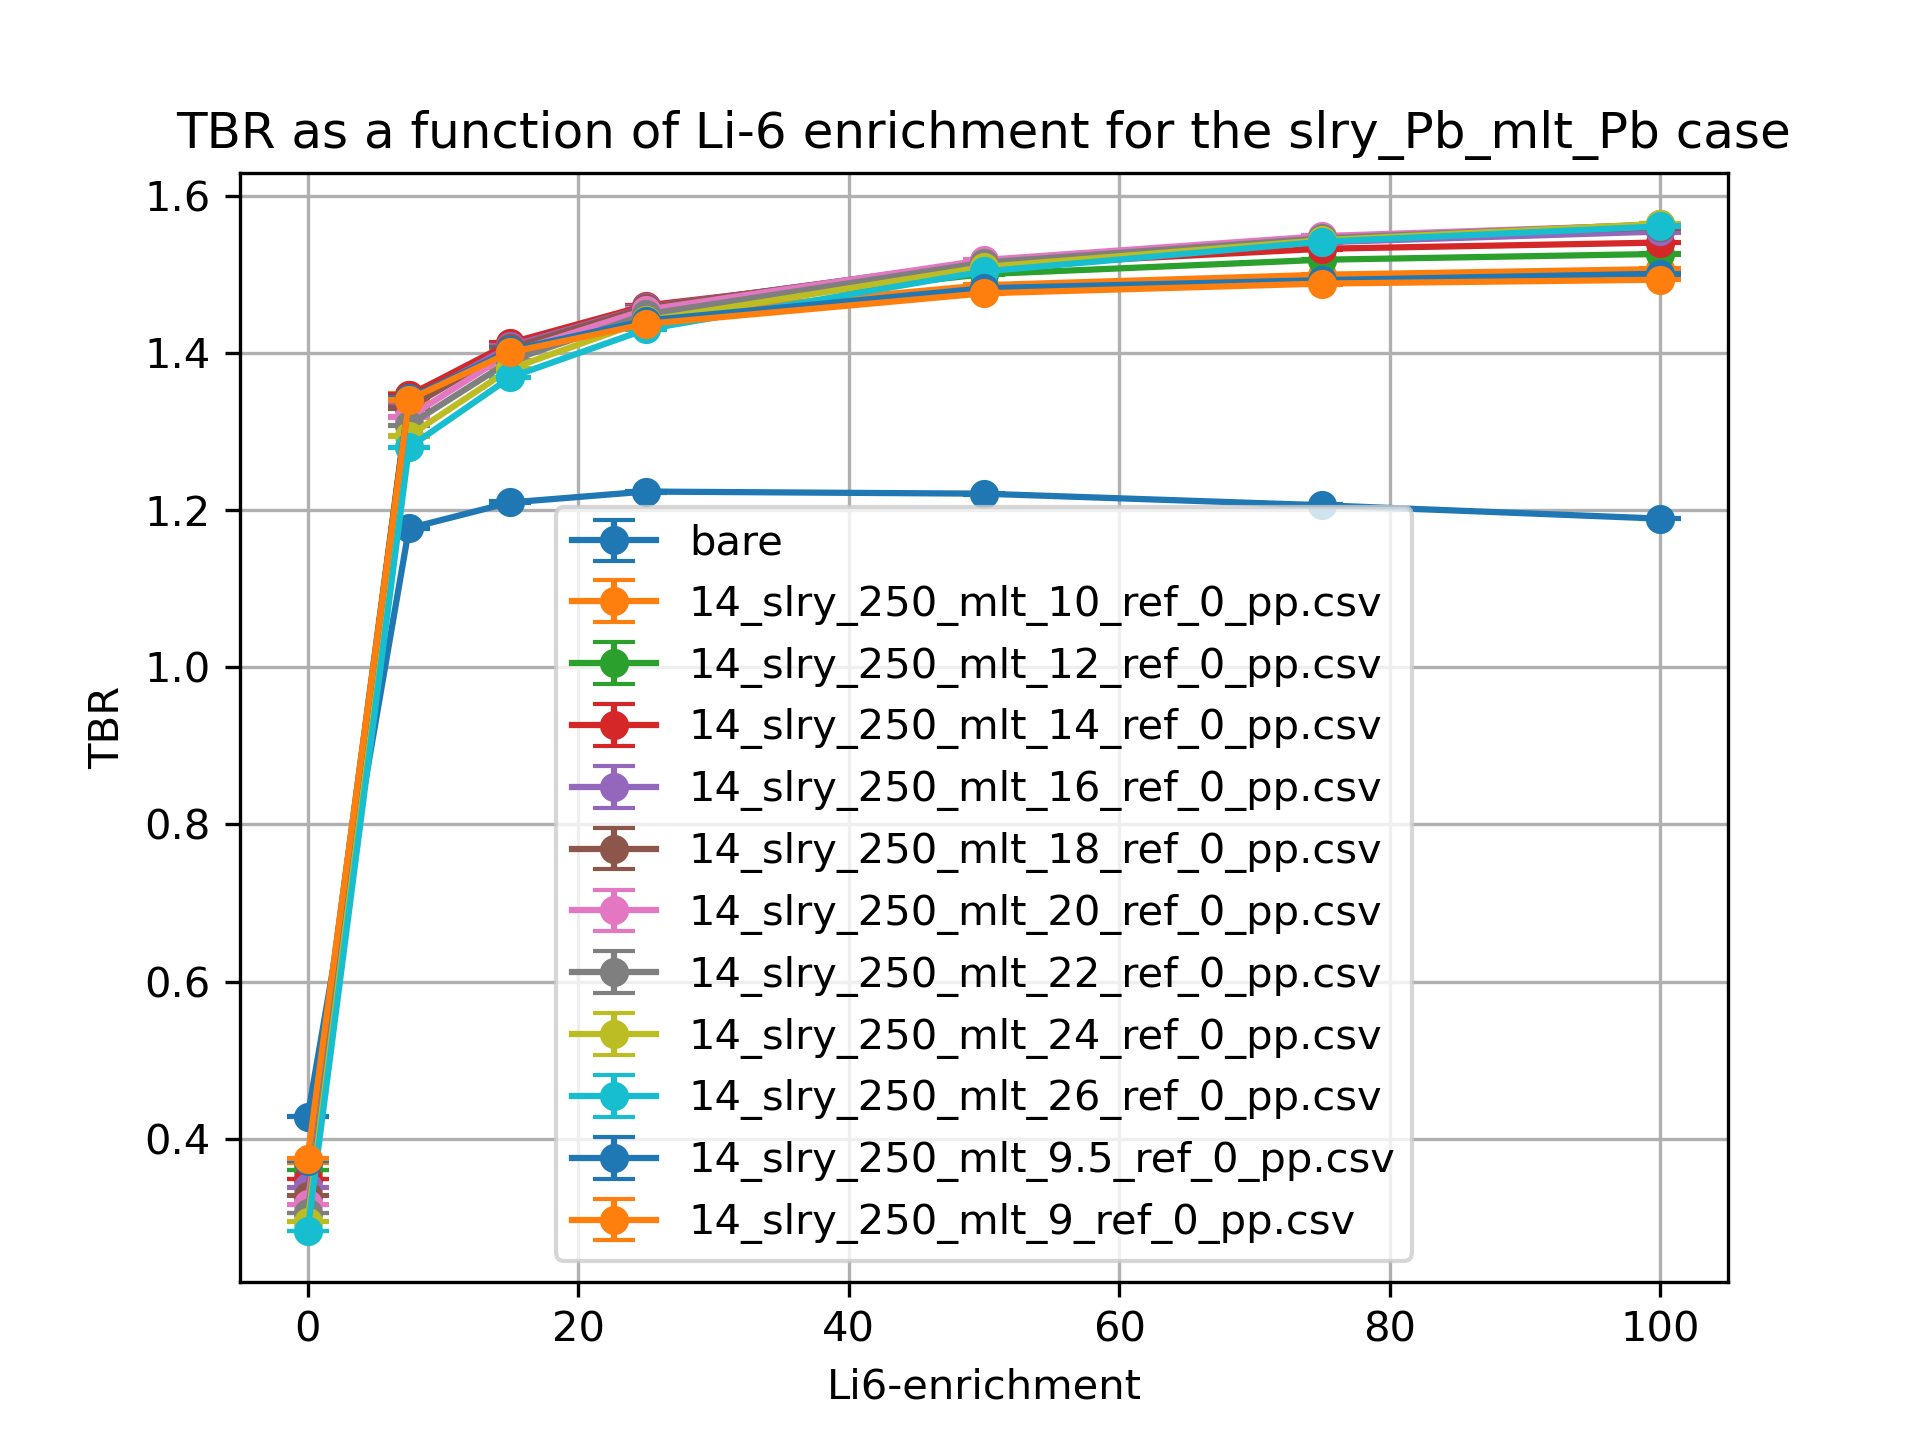 TBR as a function of Li-6 enrichment for the slry_Pb_mlt_Pb case
1.6
1.4
1.2
1.0
0.8
0.6
0.4
TBR
bare
14_slry_250_mlt_10_ref_0_pp.csv
14_slry_250_mlt_12_ref_0_pp.csv
14_slry_250_mlt_14_ref_0_pp.csv
14_slry_250_mlt_16_ref_0_pp.csv
14_slry_250_mlt_18_ref_0_pp.csv
14_slry_250_mlt_20_ref_0_pp.csv
14_slry_250_mlt_22_ref_0_pp.csv
14_slry_250_mlt_24_ref_0_pp.csv
14_slry_250_mlt_26_ref_0_pp.csv
14_slry_250_mlt_9.5_ref_0_pp.csv
14_slry_250_mlt_9_ref_0_pp.csv
0 20 40 60 80 100
Li6-enrichment